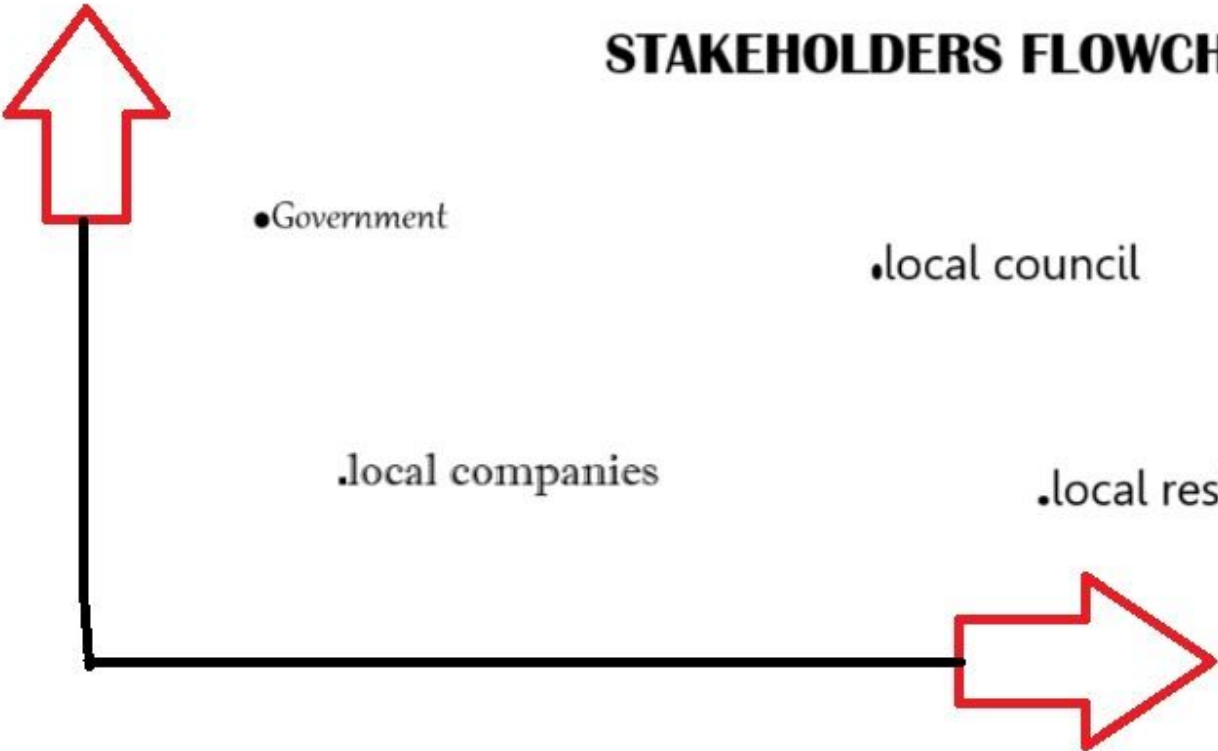 STAKEHOLDERS FLOWCH
•Government
.local council
.local companies
.local res